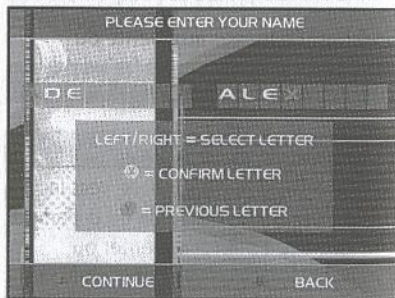 PLEASE ENTER YOUR NAME
DE ALEX
LEFT/RIGHT = SELECT LETTER
= CONFIRM LETTER
= PREVIOUS LETTER
CONTINUE BACK